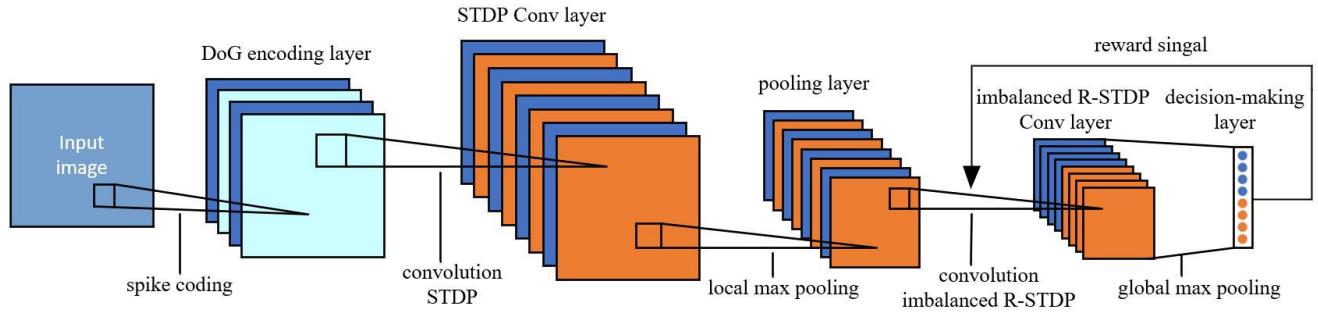 STDP Conv layer
DoG encoding layer
reward singal
pooling layer
imbalanced R-STDP
Conv layer
decision-making
layer
Input
image
spike coding
convolution
STDP
local max pooling
convolution
imbalanced R-STDP
global max pooling